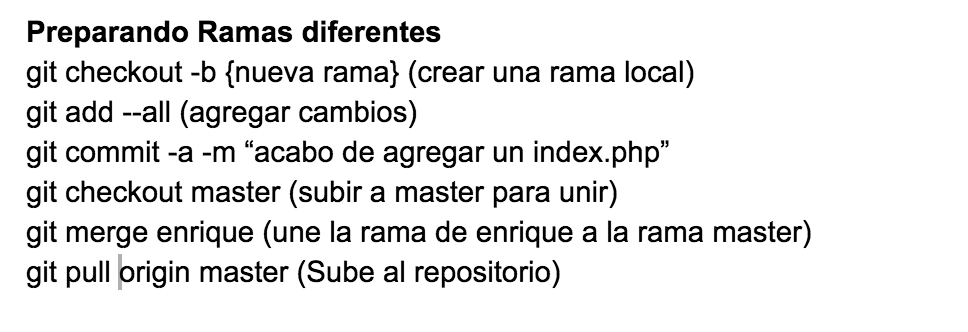 Preparando Ramas diferentes
git checkout -b {nueva rama} (crear una rama local)
git add --all (agregar cambios)
git commit -a -m “acabo de agregar un index.php”
git checkout master (subir a master para unir)
git merge enrique (une la rama de enrique a la rama master)
git pull origin master (Sube al repositorio)